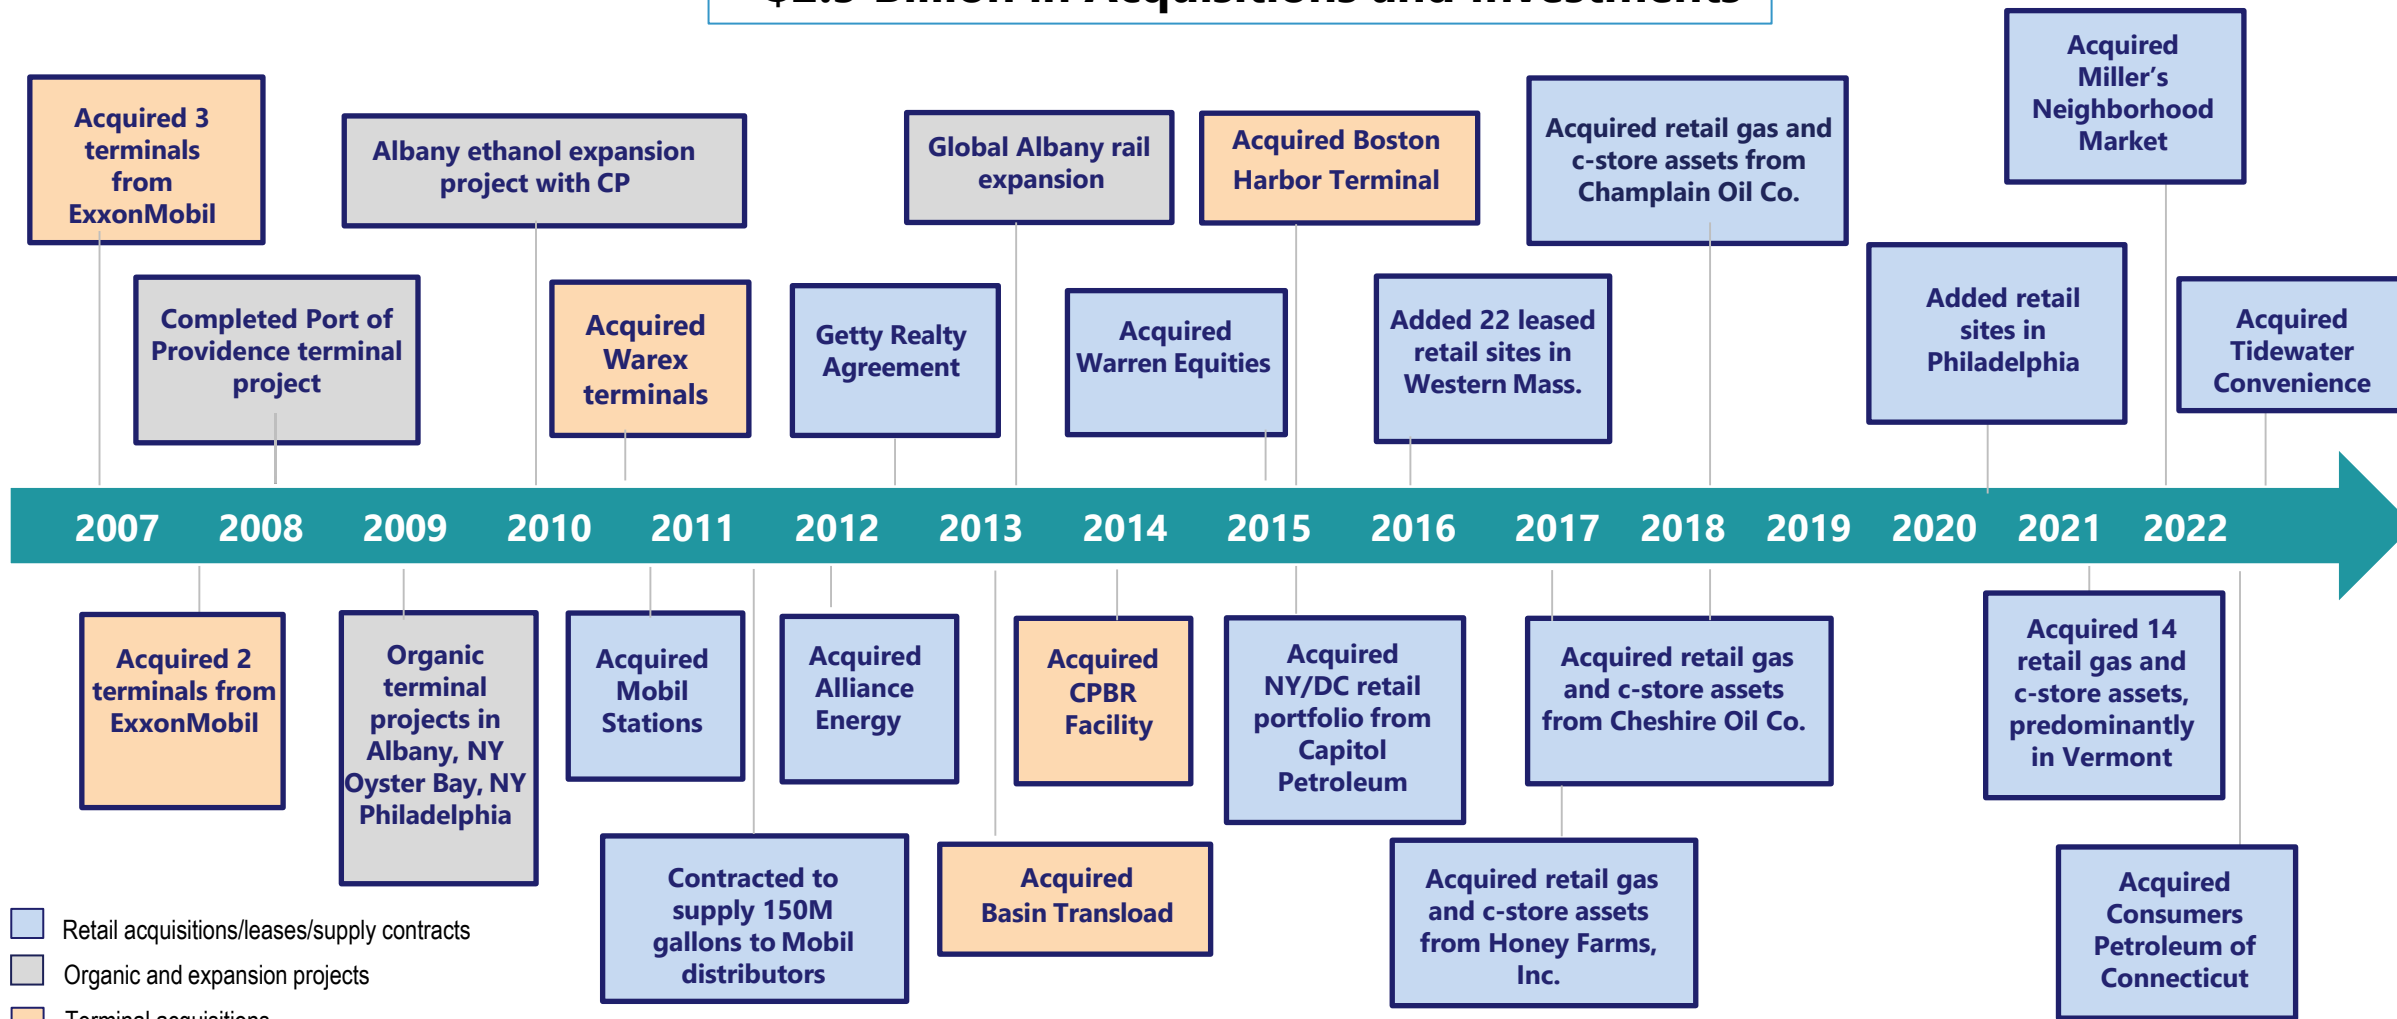 Billion in Acquisitions and Investments
Acquired 3
terminals
from
ExxonMobil
Albany ethanol expansion
project with CP
Global Albany rail
expansion
Acquired Boston
Harbor Terminal
Acquired retail gas and
c-store assets from
Champlain Oil Co.
Acquired
Miller’s
Neighborhood
Market
Completed Port of
Providence terminal
project
Acquired
Warex
terminals
Getty Realty
Agreement
Acquired
Warren Equities
Added 22 leased
retail sites in
Western Mass.
Added retail
sites in
Philadelphia
Acquired
Tidewater
Convenience
2007 2008 2009 2010 2011 2012 2013 2014 2015 2016 2017 2018 2019 2020 2021 2022
Acquired 2
terminals from
ExxonMobil
Organic
terminal
projects in
Albany, NY
Oyster Bay, NY
Philadelphia
Acquired
Mobil
Stations
Acquired
Alliance
Energy
Acquired
CPBR
Facility
Acquired
NY/DC retail
portfolio from
Capitol
Petroleum
Acquired retail gas
and c-store assets
from Cheshire Oil Co.
Acquired 14
retail gas and
c-store assets,
predominantly
in Vermont
Contracted to
supply 150M
gallons to Mobil
distributors
Acquired
Basin Transload
Acquired retail gas
and c-store assets
from Honey Farms,
Inc.
Acquired
Consumers
Petroleum of
Connecticut
Retail acquisitions/leases/supply contracts
Organic and expansion projects
Terminal acquisitions